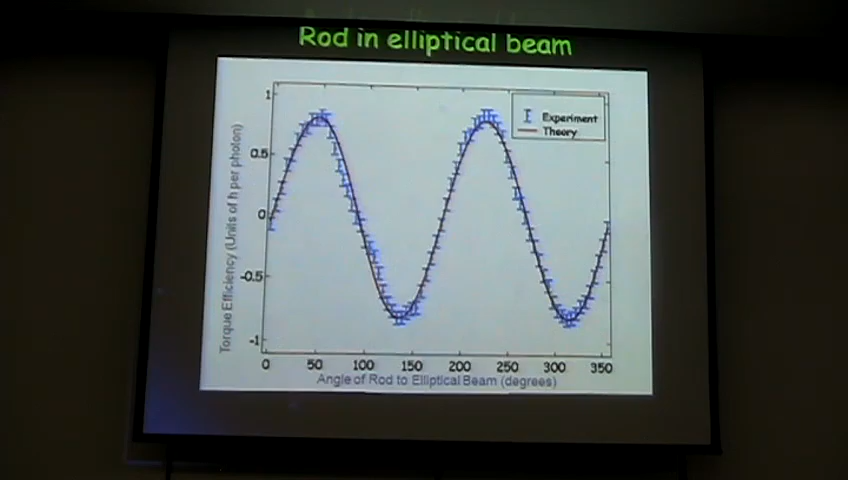 Rod in elliptical beam
Experiment
Theory
1
0.5
0
-0.5
-1
Torque Efficiency (Units of h per photon)
0 50 100 150 200 250 300 350
Angle of Rod to Elliptical Beam (degrees)